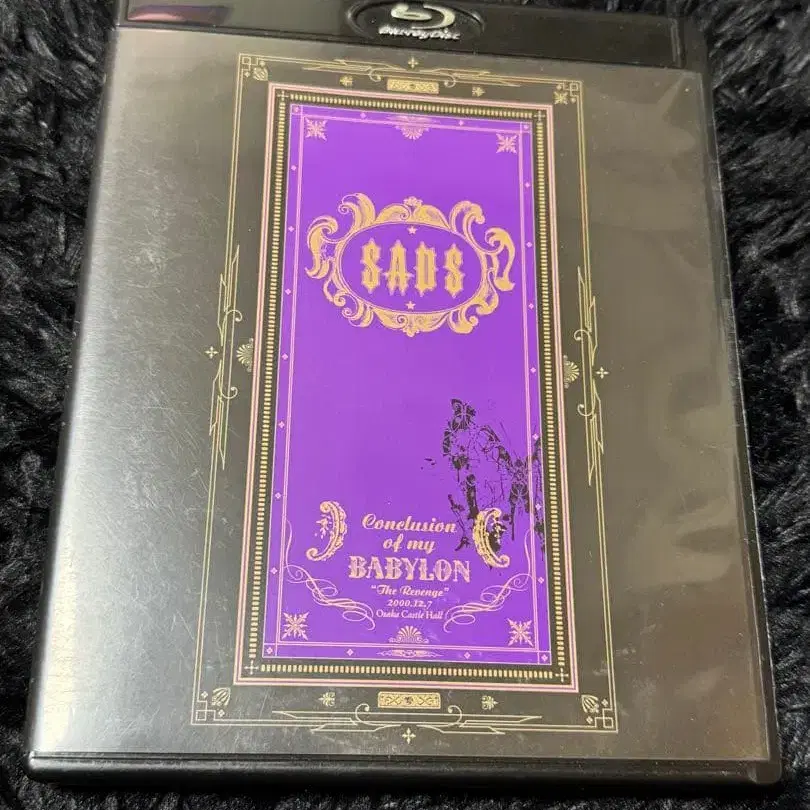 Blu-ray Disc
SADS
Conclusion
of my
BABYLON
"The Revenge"
2000.12.7
Osaka Castle Hall